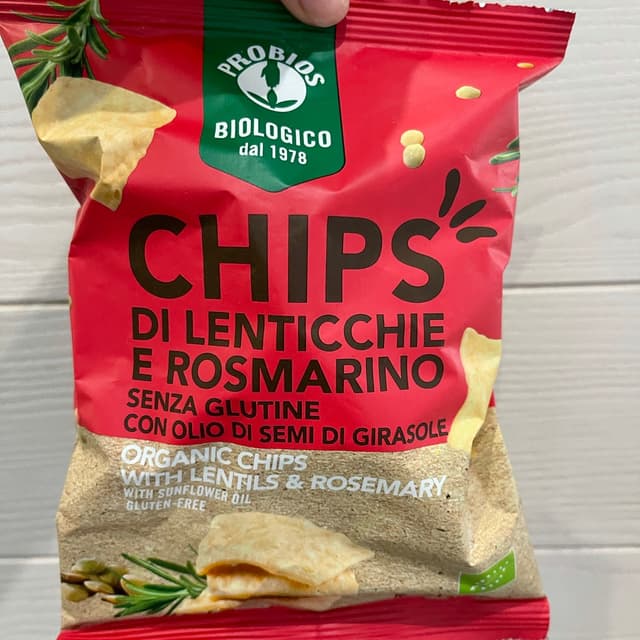 PROBIOS
BIOLOGICO
dal 1978
CHIPS
DI LENTICCHIE
E ROSMARINO
SENZA GLUTINE
CON OLIO DI SEMI DI GIRASOLE
ORGANIC CHIPS
WITH LENTILS & ROSEMARY
WITH SUNFLOWER OIL
GLUTEN-FREE